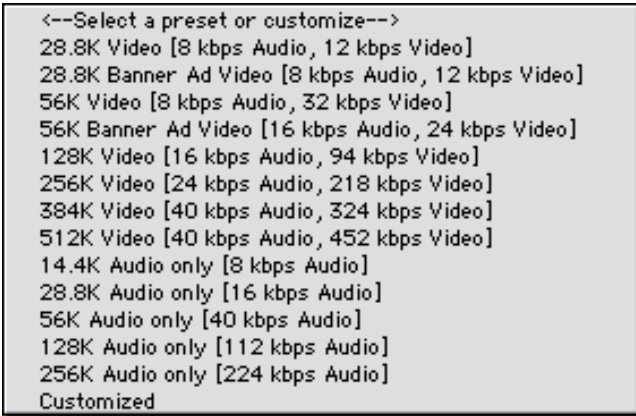 <--Select a preset or customize-->
28.8K Video [8 kbps Audio, 12 kbps Video]
28.8K Banner Ad Video [8 kbps Audio, 12 kbps Video]
56K Video [8 kbps Audio, 32 kbps Video]
56K Banner Ad Video [16 kbps Audio, 24 kbps Video]
128K Video [16 kbps Audio, 94 kbps Video]
256K Video [24 kbps Audio, 218 kbps Video]
384K Video [40 kbps Audio, 324 kbps Video]
512K Video [40 kbps Audio, 452 kbps Video]
14.4K Audio only [8 kbps Audio]
28.8K Audio only [16 kbps Audio]
56K Audio only [40 kbps Audio]
128K Audio only [112 kbps Audio]
256K Audio only [224 kbps Audio]
Customized